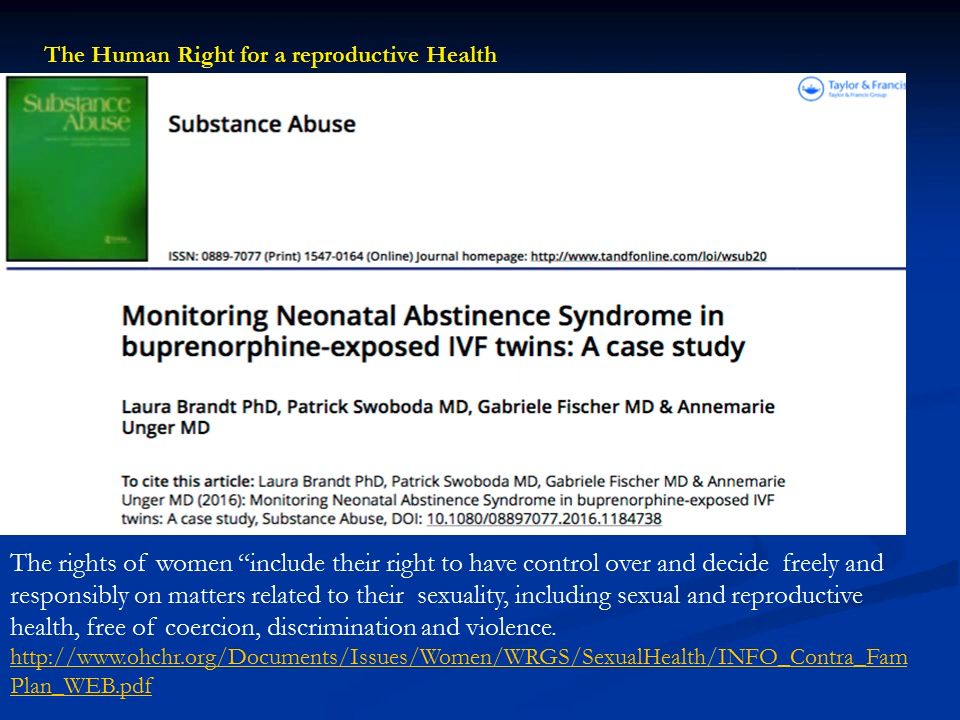 The Human Right for a reproductive Health
Substance
Abuse
Taylor & Francis
Taylor & Francis Group
Substance Abuse
ISSN: 0889-7077 (Print) 1547-0164 (Online) Journal homepage: http://www.tandfonline.com/loi/wsub20
Monitoring Neonatal Abstinence Syndrome in
buprenorphine-exposed IVF twins: A case study
Laura Brandt PhD, Patrick Swoboda MD, Gabriele Fischer MD & Annemarie
Unger MD
To cite this article: Laura Brandt PhD, Patrick Swoboda MD, Gabriele Fischer MD & Annemarie
Unger MD (2016): Monitoring Neonatal Abstinence Syndrome in buprenorphine-exposed IVF
twins: A case study, Substance Abuse, DOI: 10.1080/08897077.2016.1184738
The rights of women “include their right to have control over and decide freely and
responsibly on matters related to their sexuality, including sexual and reproductive
health, free of coercion, discrimination and violence.
http://www.ohchr.org/Documents/Issues/Women/WRGS/SexualHealth/INFO_Contra_Fam
Plan_WEB.pdf